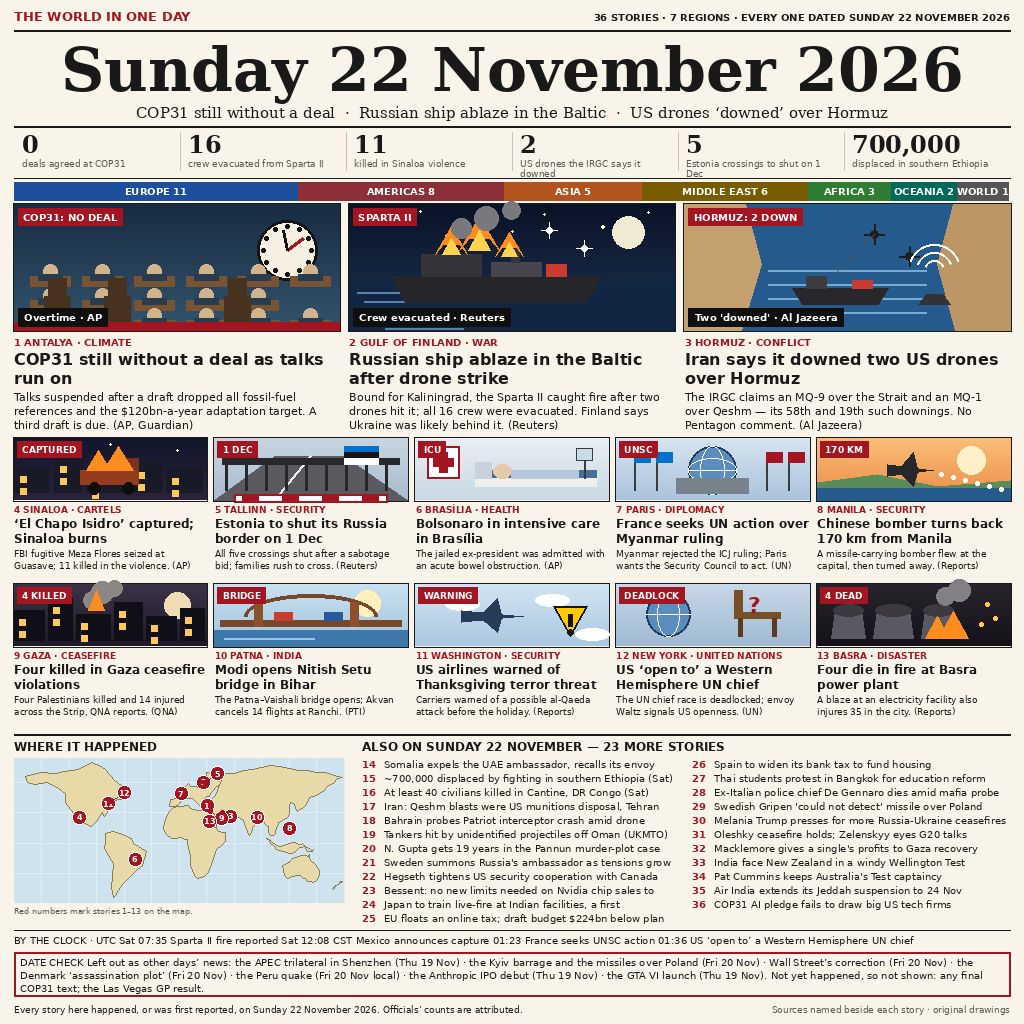 THE WORLD IN ONE DAY
36 STORIES · 7 REGIONS · EVERY ONE DATED SUNDAY 22 NOVEMBER 2026
Sunday 22 November 2026
COP31 still without a deal · Russian ship ablaze in the Baltic · US drones ‘downed’ over Hormuz
0
deals agreed at COP31
16
crew evacuated from Sparta II
11
killed in Sinaloa violence
2
US drones the IRGC says it
downed
5
Estonia crossings to shut on 1
Dec
700,000
displaced in southern Ethiopia
EUROPE 11
AMERICAS 8
ASIA 5
MIDDLE EAST 6
AFRICA 3
OCEANIA 2
WORLD 1
COP31: NO DEAL
Overtime · AP
SPARTA II
Crew evacuated · Reuters
HORMUZ: 2 DOWN
Two 'downed' · Al Jazeera
1 ANTALYA · CLIMATE
COP31 still without a deal as talks
run on
Talks suspended after a draft dropped all fossil-fuel
references and the $120bn-a-year adaptation target. A
third draft is due. (AP, Guardian)
2 GULF OF FINLAND · WAR
Russian ship ablaze in the Baltic
after drone strike
Bound for Kaliningrad, the Sparta II caught fire after two
drones hit it; all 16 crew were evacuated. Finland says
Ukraine was likely behind it. (Reuters)
3 HORMUZ · CONFLICT
Iran says it downed two US drones
over Hormuz
The IRGC claims an MQ-9 over the Strait and an MQ-1
over Qeshm — its 58th and 19th such downings. No
Pentagon comment. (Al Jazeera)
CAPTURED
1 DEC
ICU
UNSC
170 KM
4 SINALOA · CARTELS
‘El Chapo Isidro’ captured;
Sinaloa burns
FBI fugitive Meza Flores seized at
Guasave; 11 killed in the violence. (AP)
5 TALLINN · SECURITY
Estonia to shut its Russia
border on 1 Dec
All five crossings shut after a sabotage
bid; families rush to cross. (Reuters)
6 BRASÍLIA · HEALTH
Bolsonaro in intensive care
in Brasília
The jailed ex-president was admitted with
an acute bowel obstruction. (AP)
7 PARIS · DIPLOMACY
France seeks UN action over
Myanmar ruling
Myanmar rejected the ICJ ruling; Paris
wants the Security Council to act. (UN)
8 MANILA · SECURITY
Chinese bomber turns back
170 km from Manila
A missile-carrying bomber flew at the
capital, then turned away. (Reports)
4 KILLED
BRIDGE
WARNING
DEADLOCK
?
4 DEAD
9 GAZA · CEASEFIRE
Four killed in Gaza ceasefire
violations
Four Palestinians killed and 14 injured
across the Strip, QNA reports. (QNA)
10 PATNA · INDIA
Modi opens Nitish Setu
bridge in Bihar
The Patna–Vaishali bridge opens; Akvan
cancels 14 flights at Ranchi. (PTI)
11 WASHINGTON · SECURITY
US airlines warned of
Thanksgiving terror threat
Carriers warned of a possible al-Qaeda
attack before the holiday. (Reports)
12 NEW YORK · UNITED NATIONS
US ‘open to’ a Western
Hemisphere UN chief
The UN chief race is deadlocked; envoy
Waltz signals US openness. (UN)
13 BASRA · DISASTER
Four die in fire at Basra
power plant
A blaze at an electricity facility also
injures 35 in the city. (Reports)
WHERE IT HAPPENED
5
7
12
4
1
13
9
3
10
8
6
Red numbers mark stories 1–13 on the map.
ALSO ON SUNDAY 22 NOVEMBER — 23 MORE STORIES
14 Somalia expels the UAE ambassador, recalls its envoy
15 ~700,000 displaced by fighting in southern Ethiopia (Sat)
16 At least 40 civilians killed in Cantine, DR Congo (Sat)
17 Iran: Qeshm blasts were US munitions disposal, Tehran
18 Bahrain probes Patriot interceptor crash amid drone
19 Tankers hit by unidentified projectiles off Oman (UKMTO)
20 N. Gupta gets 19 years in the Pannun murder-plot case
21 Sweden summons Russia's ambassador as tensions grow
22 Hegseth tightens US security cooperation with Canada
23 Bessent: no new limits needed on Nvidia chip sales to
24 Japan to train live-fire at Indian facilities, a first
25 EU floats an online tax; draft budget $224bn below plan
26 Spain to widen its bank tax to fund housing
27 Thai students protest in Bangkok for education reform
28 Ex-Italian police chief De Gennaro dies amid mafia probe
29 Swedish Gripen 'could not detect' missile over Poland
30 Melania Trump presses for more Russia-Ukraine ceasefires
31 Oleshky ceasefire holds; Zelenskyy eyes G20 talks
32 Macklemore gives a single's profits to Gaza recovery
33 India face New Zealand in a windy Wellington Test
34 Pat Cummins keeps Australia's Test captaincy
35 Air India extends its Jeddah suspension to 24 Nov
36 COP31 AI pledge fails to draw big US tech firms
BY THE CLOCK · UTC Sat 07:35 Sparta II fire reported Sat 12:08 CST Mexico announces capture 01:23 France seeks UNSC action 01:36 US ‘open to’ a Western Hemisphere UN chief
DATE CHECK Left out as other days’ news: the APEC trilateral in Shenzhen (Thu 19 Nov) · the Kyiv barrage and the missiles over Poland (Fri 20 Nov) · Wall Street’s correction (Fri 20 Nov) · the
Denmark ‘assassination plot’ (Fri 20 Nov) · the Peru quake (Fri 20 Nov local) · the Anthropic IPO debut (Thu 19 Nov) · the GTA VI launch (Thu 19 Nov). Not yet happened, so not shown: any final
COP31 text; the Las Vegas GP result.
Every story here happened, or was first reported, on Sunday 22 November 2026. Officials’ counts are attributed.
Sources named beside each story · original drawings